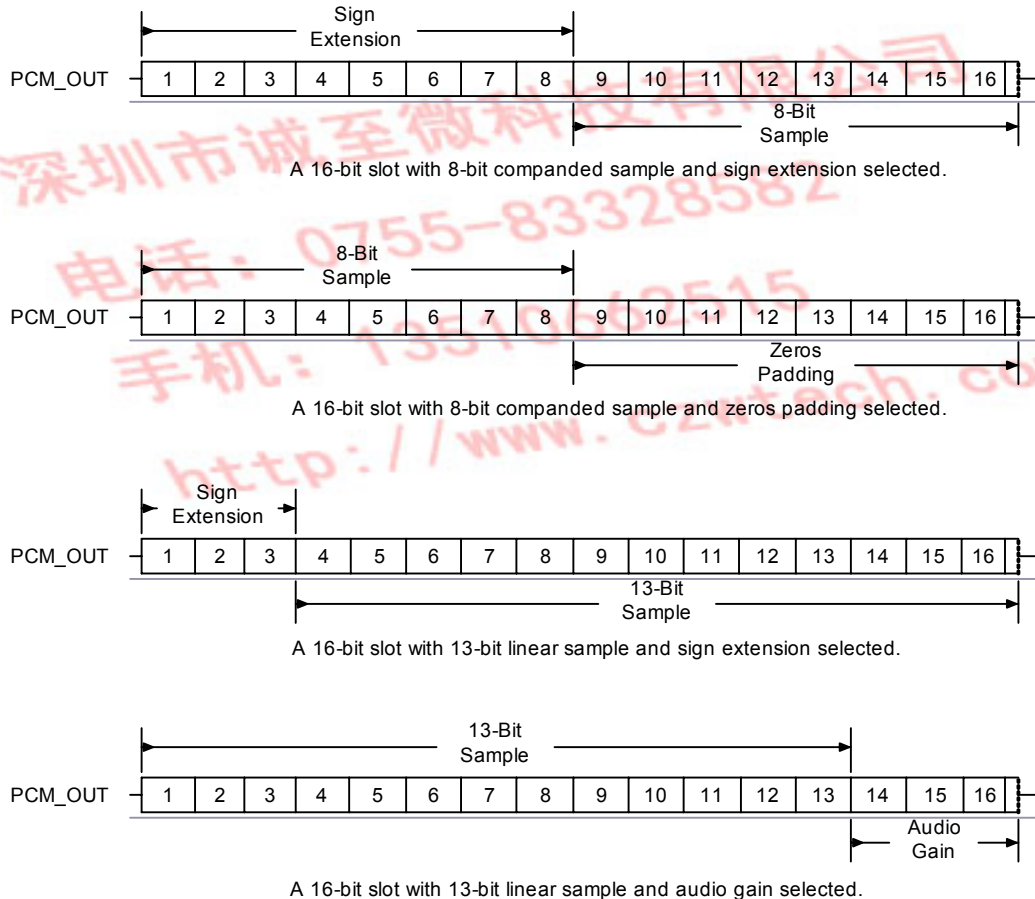 Sign
Extension
PCM_OUT 1 2 3 4 5 6 7 8 9 10 11 12 13 14 15 16
8-Bit
Sample
A 16-bit slot with 8-bit companded sample and sign extension selected.
深圳市诚至微科技有限公司
8-Bit
Sample
电话：0755-83328582
PCM_OUT 1 2 3 4 5 6 7 8 9 10 11 12 13 14 15 16
Zeros
Padding
手机：13510662515
A 16-bit slot with 8-bit companded sample and zeros padding selected.
http://www.czwtech.co
Sign
Extension
PCM_OUT 1 2 3 4 5 6 7 8 9 10 11 12 13 14 15 16
13-Bit
Sample
A 16-bit slot with 13-bit linear sample and sign extension selected.
13-Bit
Sample
PCM_OUT 1 2 3 4 5 6 7 8 9 10 11 12 13 14 15 16
Audio
Gain
A 16-bit slot with 13-bit linear sample and audio gain selected.